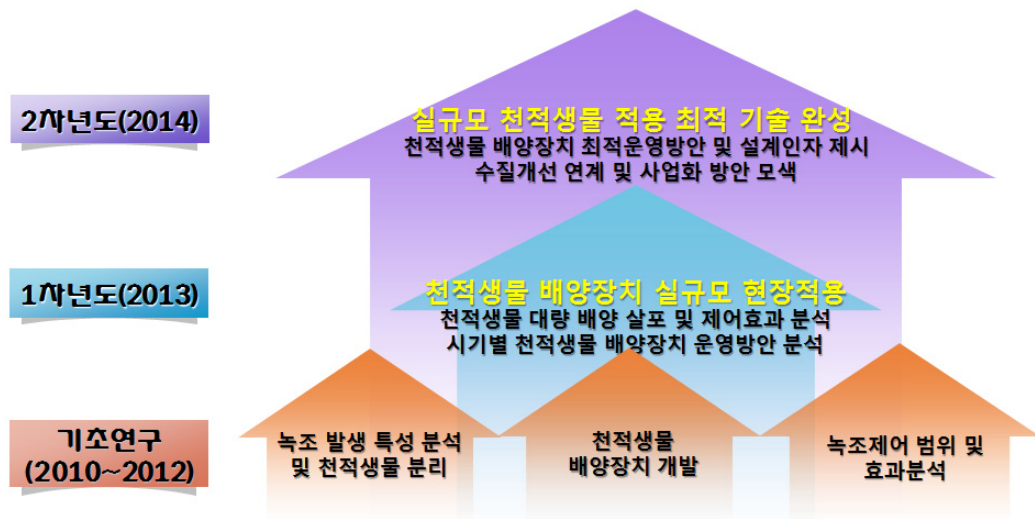 2차년도(2014)
실규모 천적생물 적용 최적 기술 완성
천적생물 배양장치 최적운영방안 및 설계인자 제시
수질개선 연계 및 사업화 방안 모색
1차년도(2013)
천적생물 배양장치 실규모 현장적용
천적생물 대량 배양 살포 및 제어효과 분석
시기별 천적생물 배양장치 운영방안 분석
기초연구
(2010~2012)
녹조 발생 특성 분석
및 천적생물 분리
천적생물
배양장치 개발
녹조제어 범위 및
효과분석